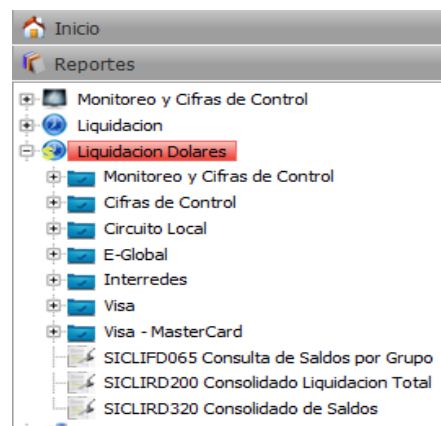 Inicio
Reportes
Monitoreo y Cifras de Control
Liquidacion
Liquidacion Dolares
Monitoreo y Cifras de Control
Cifras de Control
Circuito Local
E-Global
Interredes
Visa
Visa - MasterCard
SICLIFD065 Consulta de Saldos por Grupo
SICLIRD200 Consolidado Liquidacion Total
SICLIRD320 Consolidado de Saldos